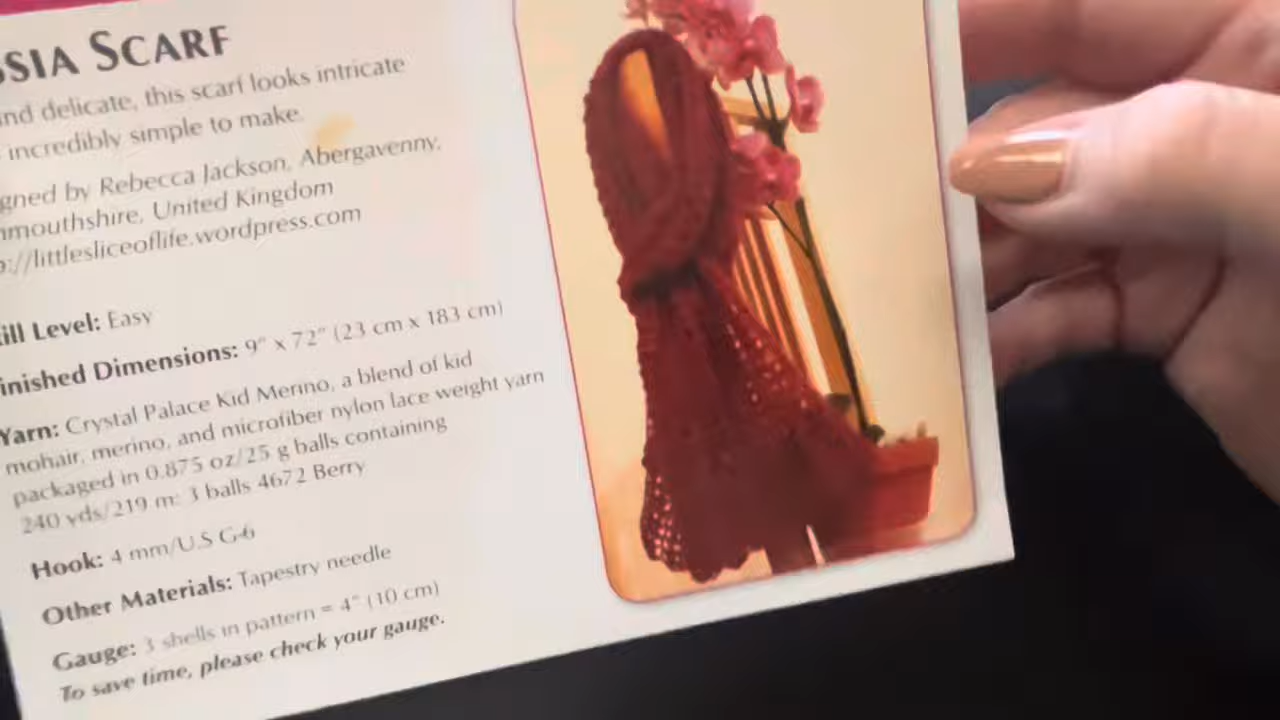 SSIA SCARF
and delicate, this scarf looks intricate
incredibly simple to make.
gned by Rebecca Jackson, Abergavenny,
nmouthshire, United Kingdom
p://littlesliceoflife.wordpress.com
ill Level: Easy
inished Dimensions: 9" x 72" (23 cm x 183 cm)
Yarn: Crystal Palace Kid Merino, a blend of kid
mohair, merino, and microfiber nylon lace weight yarn
packaged in 0.875 oz/25 g balls containing
240 yds/219 m: 3 balls 4672 Berry
Hook: 4 mm/U.S G-6
Other Materials: Tapestry needle
Gauge: 3 shells in pattern = 4" (10 cm)
To save time, please check your gauge.